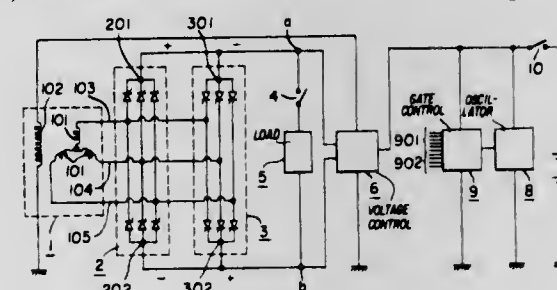 201
301
+
-
a
102
103
101
101
104
105
4
LOAD
5
6
VOLTAGE
CONTROL
GATE
CONTROL
OSCIL-
LATOR
901
902
9
8
10
1
2
3
202
302
-
+
b